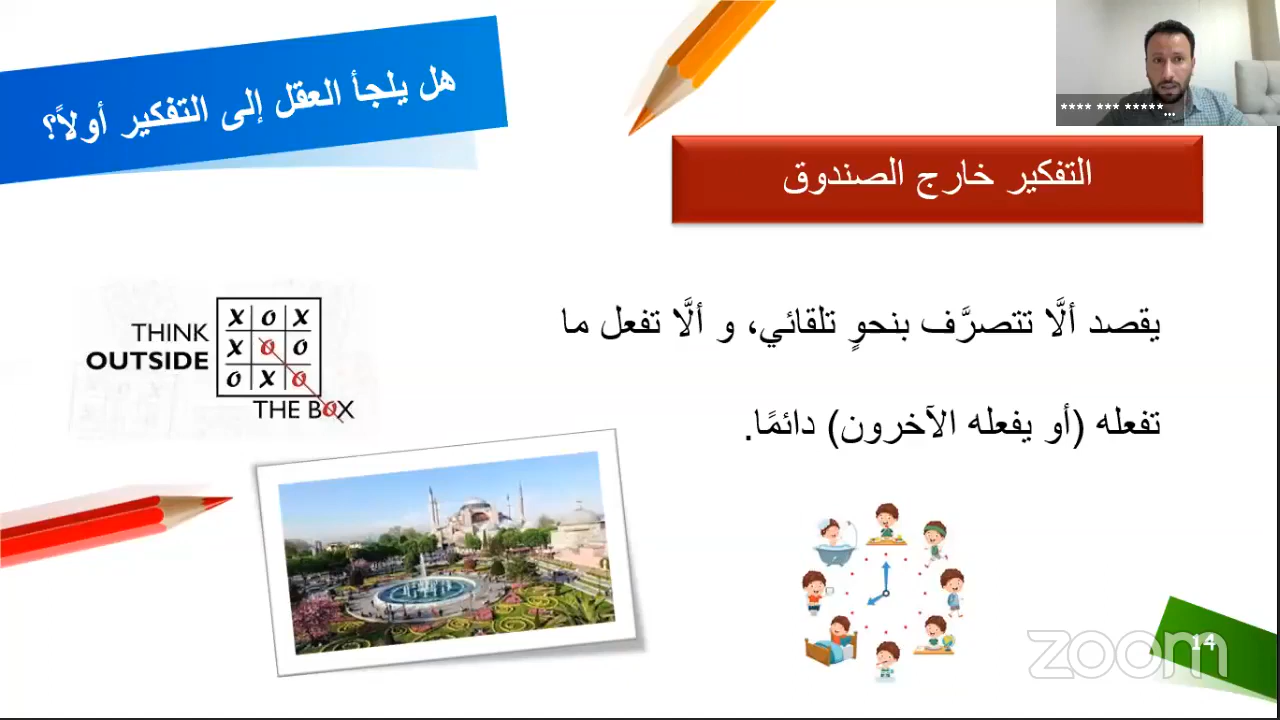 هل يلجأ العقل إلى التفكير أولاً؟
التفكير خارج الصندوق
يقصد ألَّا تتصرَّف بنحوٍ تلقائي، و ألَّا تفعل ما
تفعله (أو يفعله الآخرون) دائمًا.
X O X
THINK
X O O
OUTSIDE
O X O
THE BOX
**** *** *****...
14
zoom